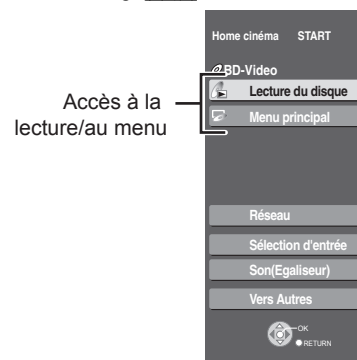 Home cinéma START
BD-Video
Accès à la
lecture/au menu
Lecture du disque
Menu principal
Réseau
Sélection d'entrée
Son(Egaliseur)
Vers Autres
OK
RETURN